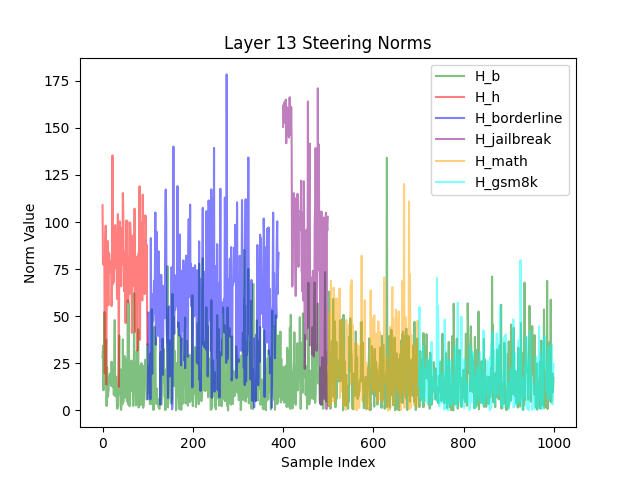 Layer 13 Steering Norms
H_b
H_h
H_borderline
H_jailbreak
H_math
H_gsm8k
Norm Value
175
150
125
100
75
50
25
0
0
200
400
600
800
1000
Sample Index